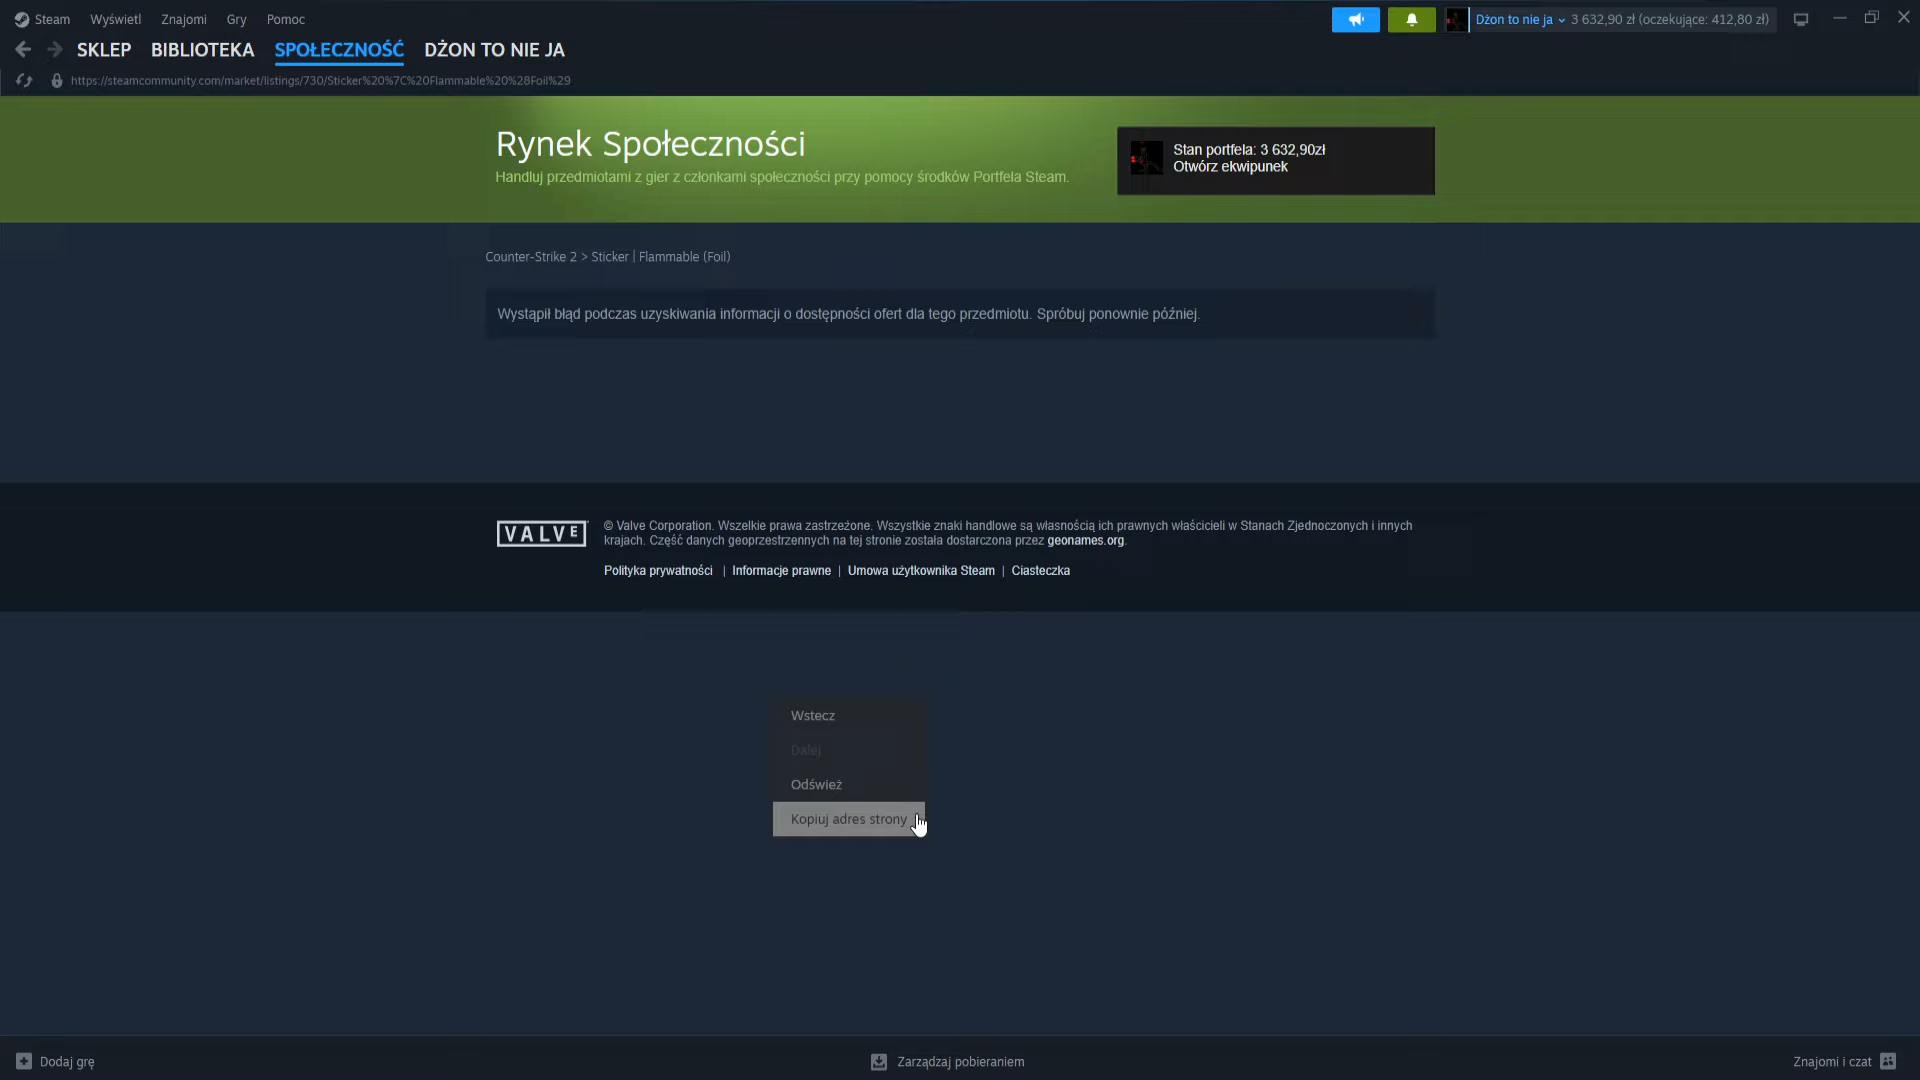 Steam Wyświetl Znajomi Gry Pomoc
Dżon to nie ja 3 632,90 zł (oczekujące: 412,80 zł)
SKLEP BIBLIOTEKA SPOŁECZNOŚĆ DŻON TO NIE JA
https://steamcommunity.com/market/listings/730/Sticker%20%7C%20Flammable%20%28Foil%29
Rynek Społeczności
Handluj przedmiotami z gier z członkami społeczności przy pomocy środków Portfela Steam.
Stan portfela: 3 632,90zł
Otwórz ekwipunek
Counter-Strike 2 > Sticker | Flammable (Foil)
Wystąpił błąd podczas uzyskiwania informacji o dostępności ofert dla tego przedmiotu. Spróbuj ponownie później.
VALVE
© Valve Corporation. Wszelkie prawa zastrzeżone. Wszystkie znaki handlowe są własnością ich prawnych właścicieli w Stanach Zjednoczonych i innych
krajach. Część danych geoprzestrzennych na tej stronie została dostarczona przez geonames.org.
Polityka prywatności | Informacje prawne | Umowa użytkownika Steam | Ciasteczka
Wstecz
Dalej
Odśwież
Kopiuj adres strony
Dodaj grę
Zarządzaj pobieraniem
Znajomi i czat